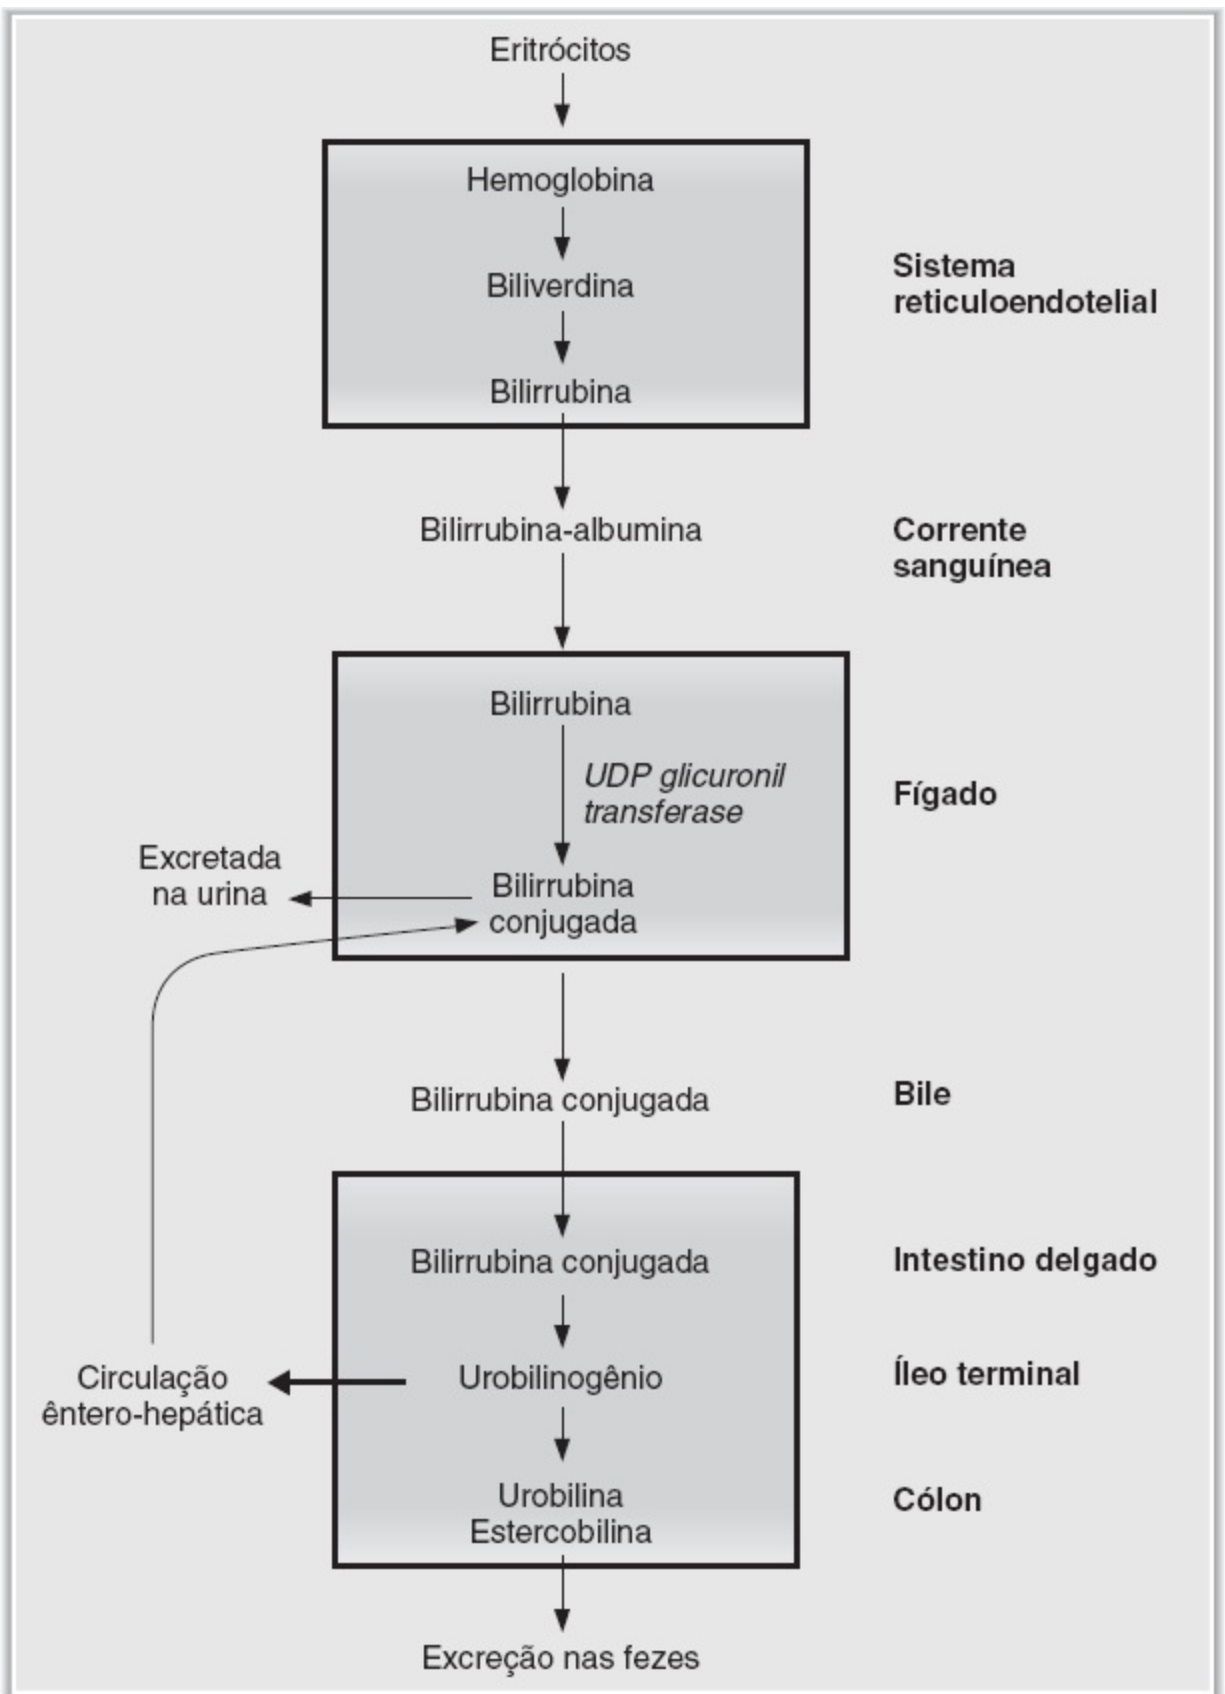 Eritrócitos
Hemoglobina
Biliverdina
Bilirrubina
Sistema
reticuloendotelial
Bilirrubina-albumina
Corrente
sanguínea
Bilirrubina
UDP glicuronil
transferase
Fígado
Excretada
na urina
Bilirrubina
conjugada
Bilirrubina conjugada
Bile
Bilirrubina conjugada
Intestino delgado
Circulação
êntero-hepática
Urobilinogênio
Íleo terminal
Urobilina
Estercobilina
Cólon
Excreção nas fezes